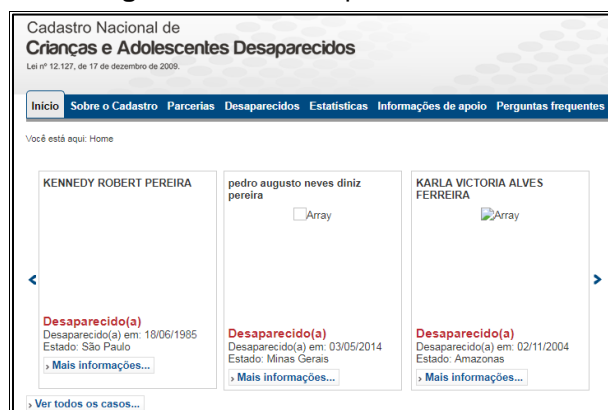 Cadastro Nacional de
Crianças e Adolescentes Desaparecidos
Lei nº 12.127, de 17 de dezembro de 2009.
Início Sobre o Cadastro Parcerias Desaparecidos Estatísticas Informações de apoio Perguntas frequentes
Você está aqui: Home
KENNEDY ROBERT PEREIRA
Desaparecido(a)
Desaparecido(a) em: 18/06/1985
Estado: São Paulo
› Mais informações...
pedro augusto neves diniz
pereira
Array
Desaparecido(a)
Desaparecido(a) em: 03/05/2014
Estado: Minas Gerais
› Mais informações...
KARLA VICTORIA ALVES
FERREIRA
Array
Desaparecido(a)
Desaparecido(a) em: 02/11/2004
Estado: Amazonas
› Mais informações...
› Ver todos os casos...